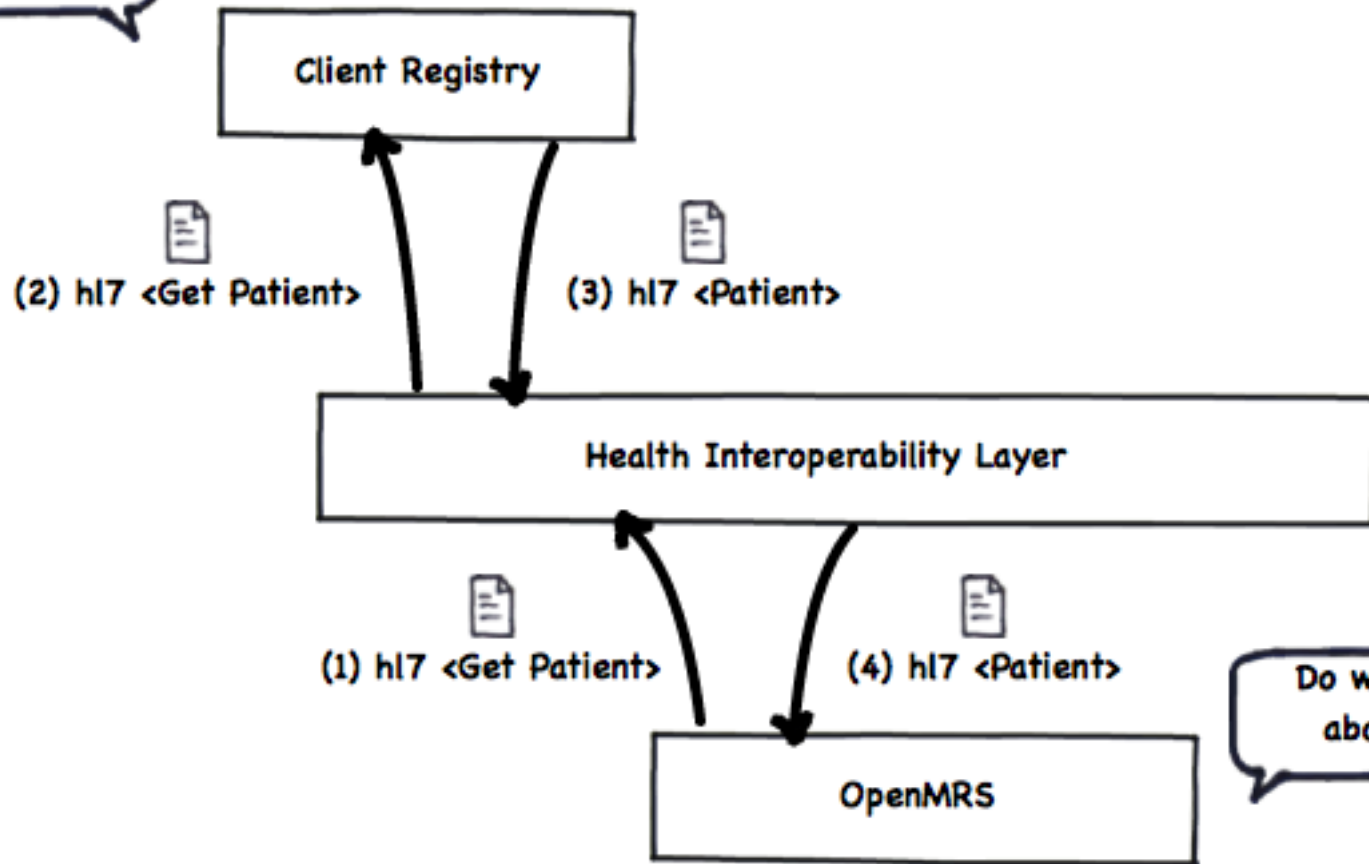 Client Registry
(2) hl7 <Get Patient>
(3) hl7 <Patient>
Health Interoperability Layer
(1) hl7 <Get Patient>
(4) hl7 <Patient>
Do
OpenMRS